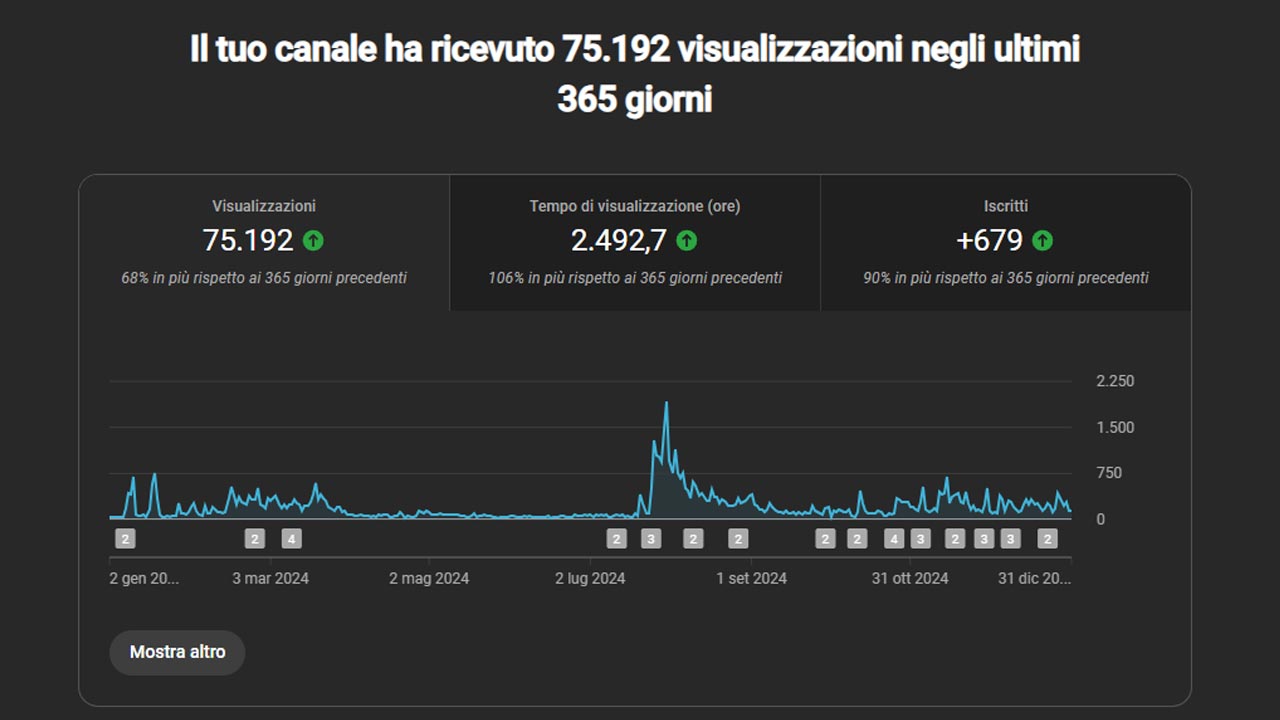 Il tuo canale ha ricevuto 75.192 visualizzazioni negli ultimi
365 giorni
Visualizzazioni
75.192
68% in più rispetto ai 365 giorni precedenti
Tempo di visualizzazione (ore)
2.492,7
106% in più rispetto ai 365 giorni precedenti
Iscritti
+679
90% in più rispetto ai 365 giorni precedenti
2.250
1.500
750
0
2 2 4 2 3 2 2 2 2 4 3 2 3 3 2
2 gen 20... 3 mar 2024 2 mag 2024 2 lug 2024 1 set 2024 31 ott 2024 31 dic 20...
Mostra altro